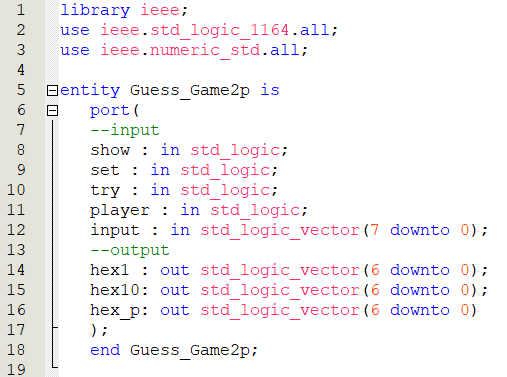 1 library ieee;
2 use ieee.std_logic_1164.all;
3 use ieee.numeric_std.all;
4
5 entity Guess_Game2p is
6 port(
7 --input
8 show : in std_logic;
9 set : in std_logic;
10 try : in std_logic;
11 player : in std_logic;
12 input : in std_logic_vector(7 downto 0);
13 --output
14 hex1 : out std_logic_vector(6 downto 0);
15 hex10: out std_logic_vector(6 downto 0);
16 hex_p: out std_logic_vector(6 downto 0)
17 );
18 end Guess_Game2p;
19